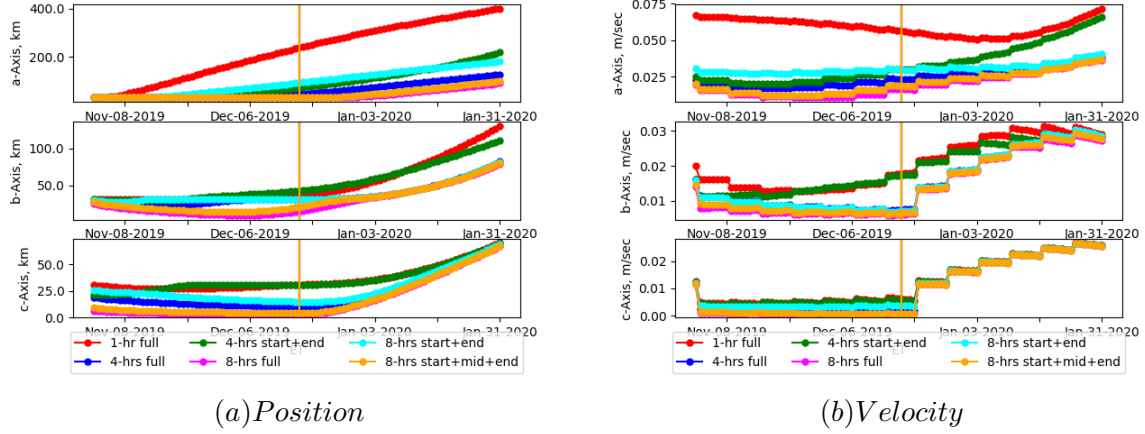 400.0
200.0
a-Axis, km
Nov-08-2019 Dec-06-2019 Jan-03-2020 Jan-31-2020
100.0
50.0
b-Axis, km
Nov-08-2019 Dec-06-2019 Jan-03-2020 Jan-31-2020
50.0
25.0
0.0
c-Axis, km
Nov-08-2019 Dec-06-2019 Jan-03-2020 Jan-31-2020
1-hr full 4-hrs start+end 8-hrs start+end
4-hrs full 8-hrs full 8-hrs start+mid+end
(a)Position
0.075
0.050
0.025
a-Axis, m/sec
Nov-08-2019 Dec-06-2019 Jan-03-2020 Jan-31-2020
0.03
0.02
0.01
b-Axis, m/sec
Nov-08-2019 Dec-06-2019 Jan-03-2020 Jan-31-2020
0.02
0.01
0.00
c-Axis, m/sec
Nov-08-2019 Dec-06-2019 Jan-03-2020 Jan-31-2020
1-hr full 4-hrs start+end 8-hrs start+end
4-hrs full 8-hrs full 8-hrs start+mid+end
(b)Velocity